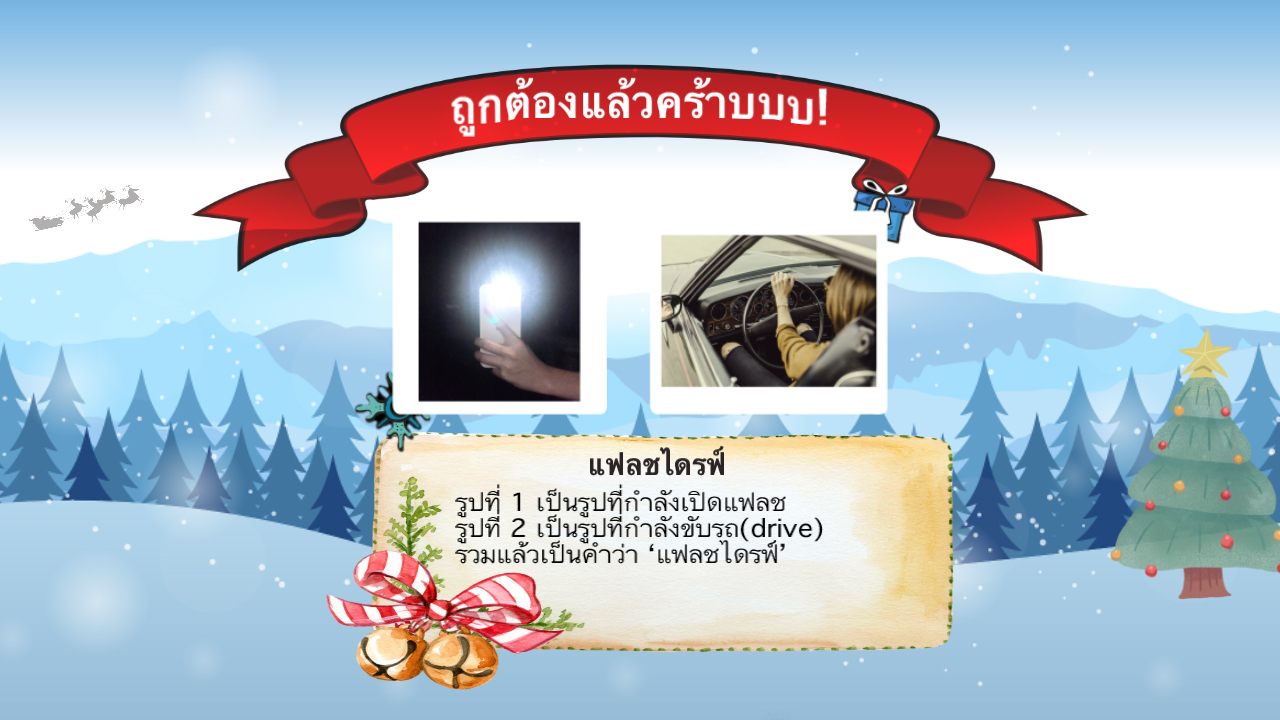 ถูกต้องแล้วคร้าบบบ!
แฟลชไดรฟ์
รูปที่ 1 เป็นรูปที่กำลังเปิดแฟลช
รูปที่ 2 เป็นรูปที่กำลังขับรถ(drive)
รวมแล้วเป็นคำว่า ‘แฟลชไดรฟ์’